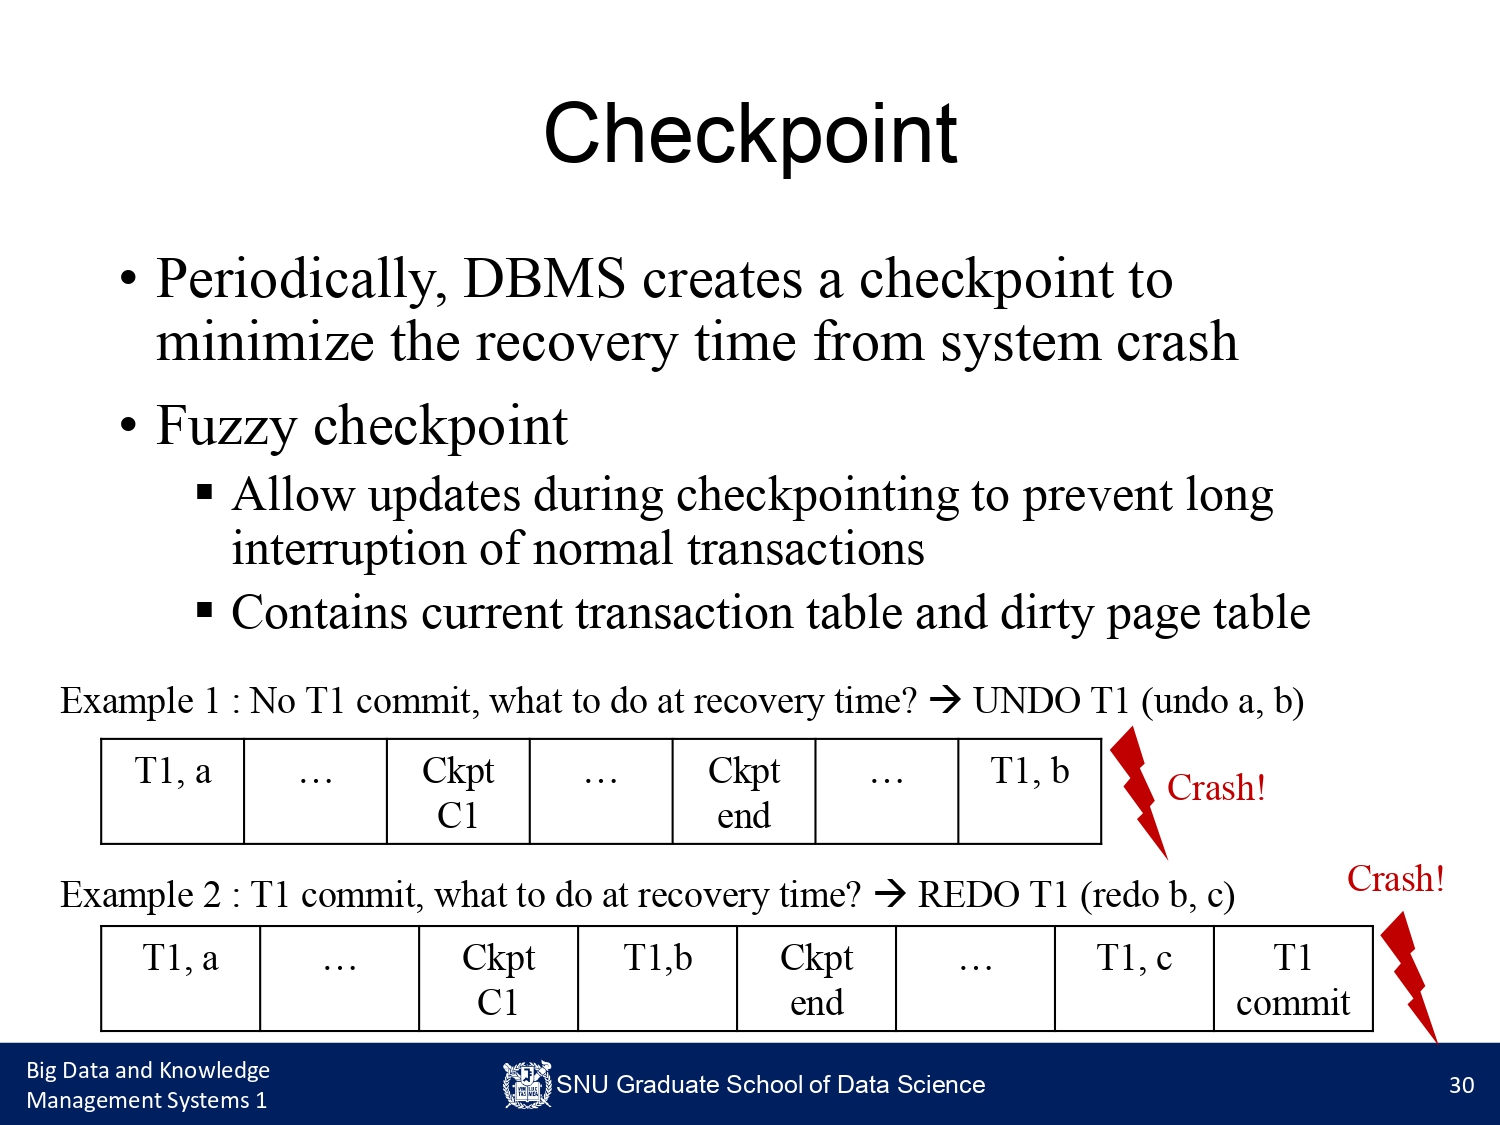 Checkpoint
• Periodically, DBMS creates a checkpoint to
minimize the recovery time from system crash
• Fuzzy checkpoint
▪ Allow updates during checkpointing to prevent long
interruption of normal transactions
▪ Contains current transaction table and dirty page table
Example 1 : No T1 commit, what to do at recovery time? → UNDO T1 (undo a, b)
T1, a … Ckpt C1 … Ckpt end … T1, b
Crash!
Example 2 : T1 commit, what to do at recovery time? → REDO T1 (redo b, c)
Crash!
T1, a … Ckpt C1 T1,b Ckpt end … T1, c T1 commit
Big Data and Knowledge
Management Systems 1
SNU Graduate School of Data Science
30